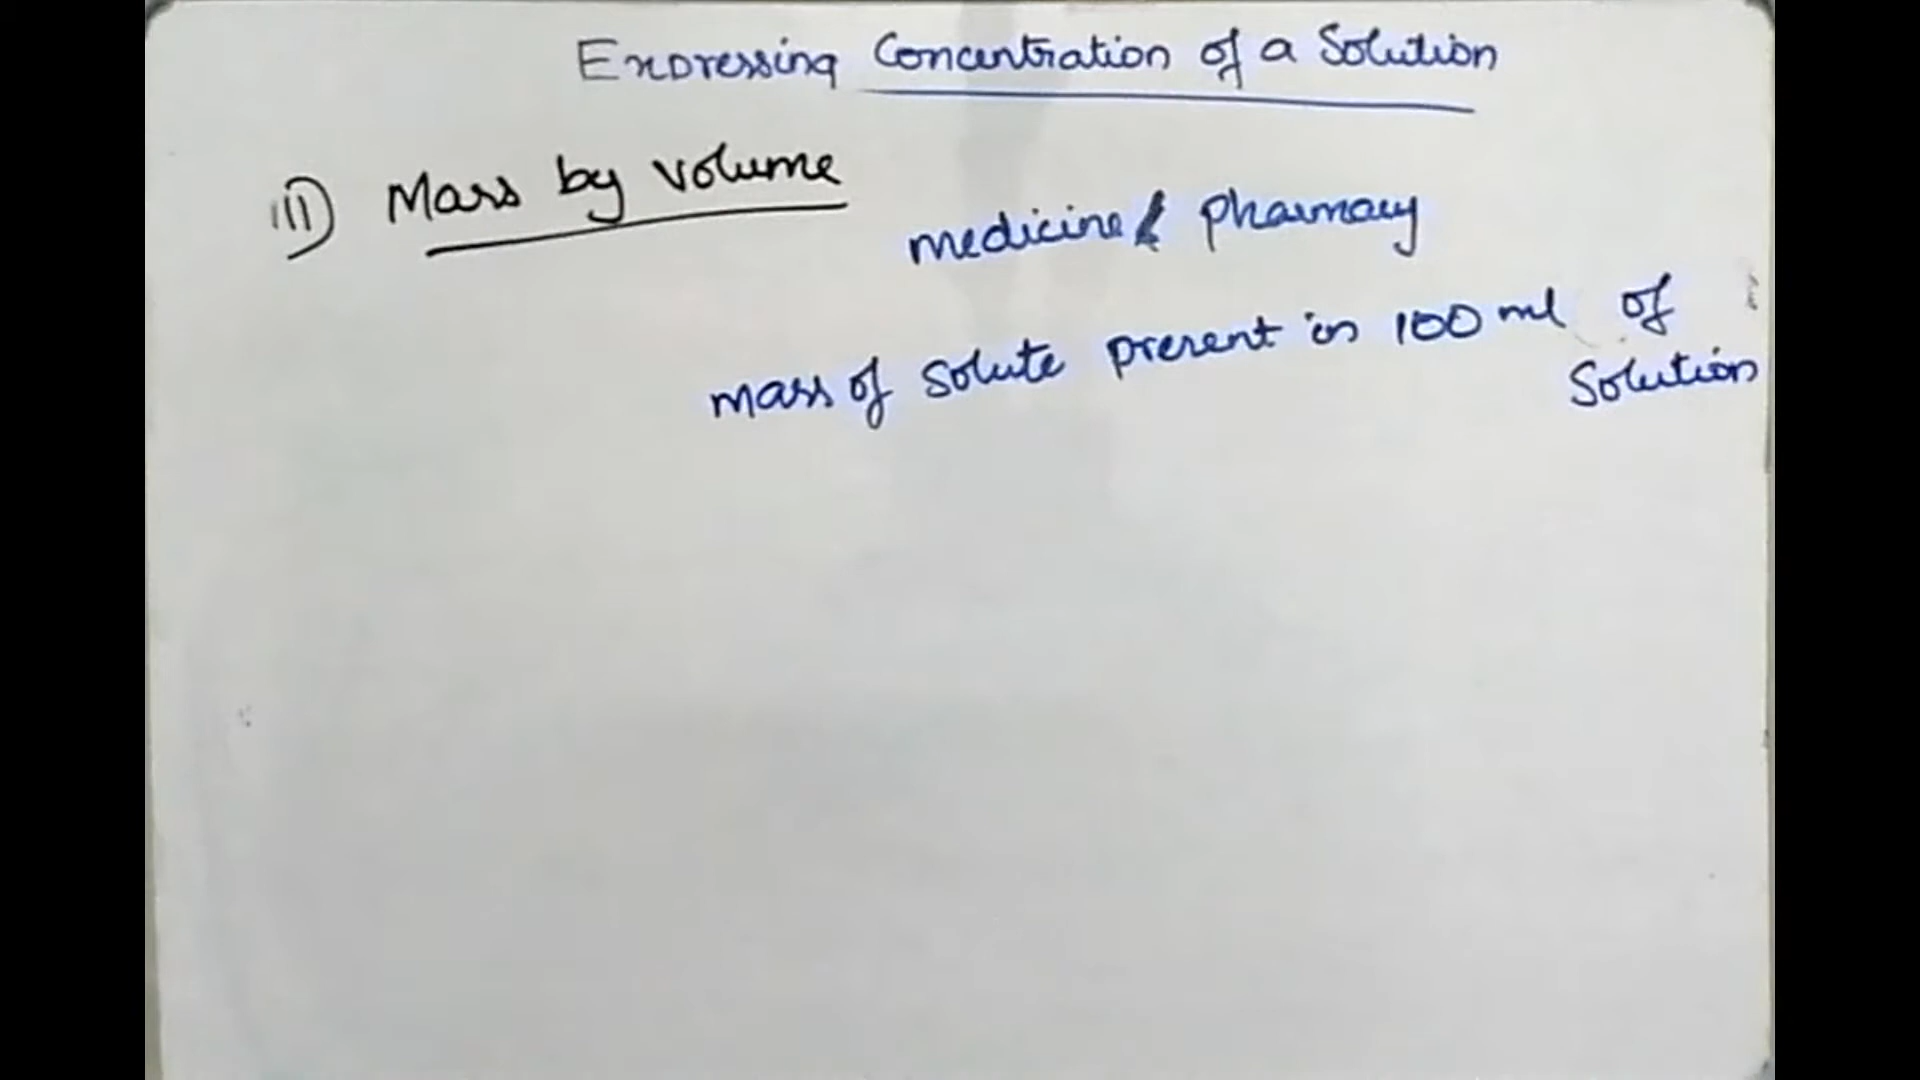 Expressing Concentration of a Solution
iii) Mass by volume
medicine & pharmacy
mass of solute present in 100 ml of
Solution